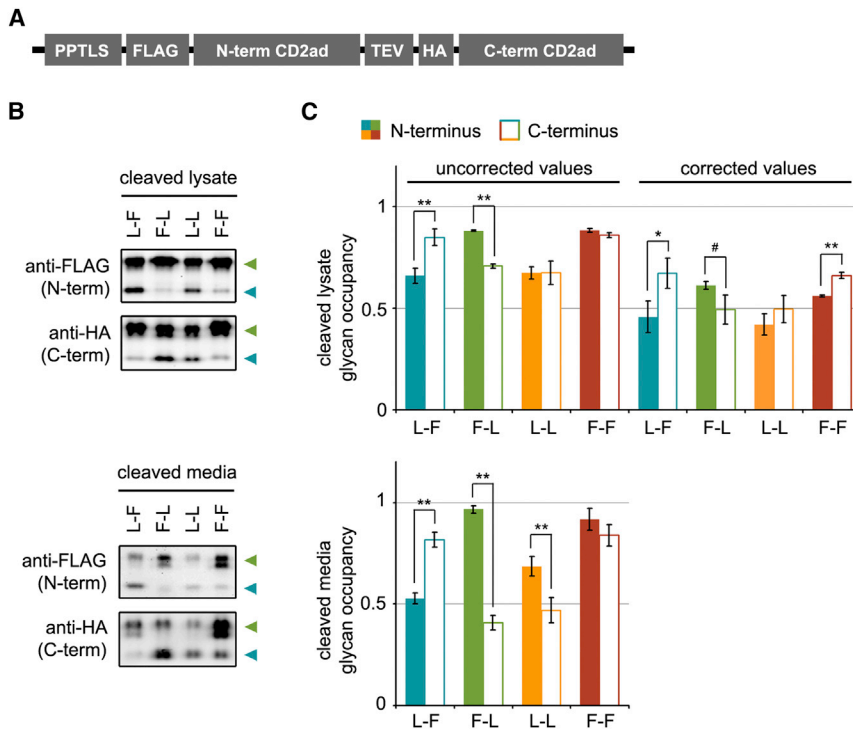 A
PPTLS FLAG N-term CD2ad TEV HA C-term CD2ad
B
cleaved lysate
L-F F-L L-L F-F
anti-FLAG
(N-term)
anti-HA
(C-term)
cleaved media
L-F F-L L-L F-F
anti-FLAG
(N-term)
anti-HA
(C-term)
C
N-terminus C-terminus
uncorrected values corrected values
cleaved lysate
glycan occupancy
1
0.5
0
** ** * # **
L-F F-L L-L F-F L-F F-L L-L F-F
cleaved media
glycan occupancy
1
0.5
0
** ** **
L-F F-L L-L F-F